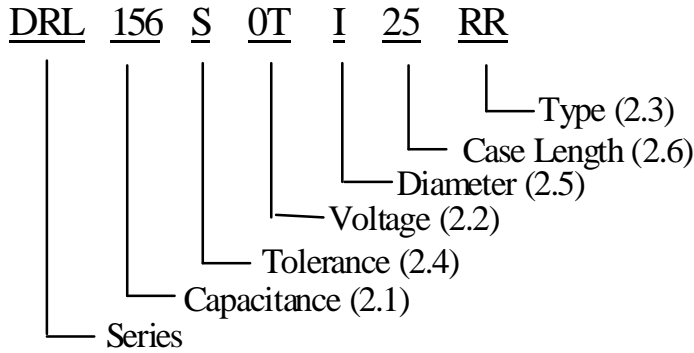 DRL 156 S 0T I 25 RR
Type (2.3)
Case Length (2.6)
Diameter (2.5)
Voltage (2.2)
Tolerance (2.4)
Capacitance (2.1)
Series